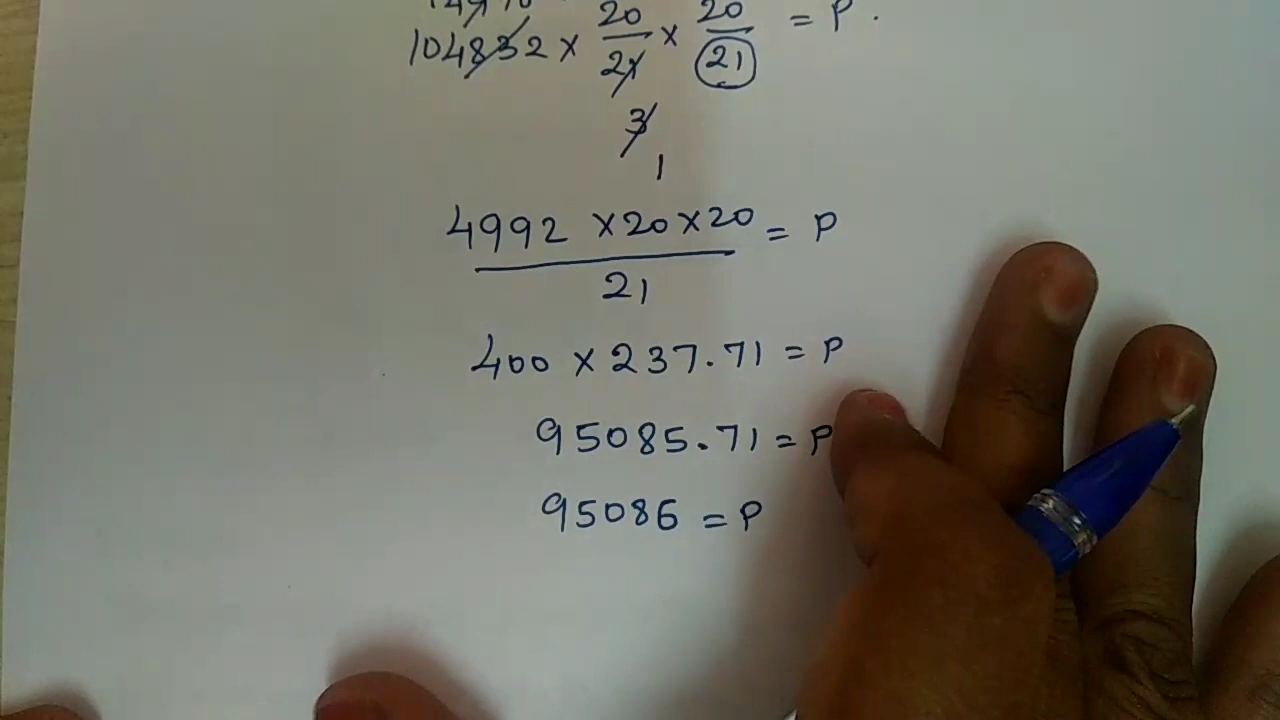 104832 × 20/21 × 20/21 = P.
3
1
4992 × 20 × 20 = P
21
400 × 237.71 = P
95085.71 = P
95086 = P